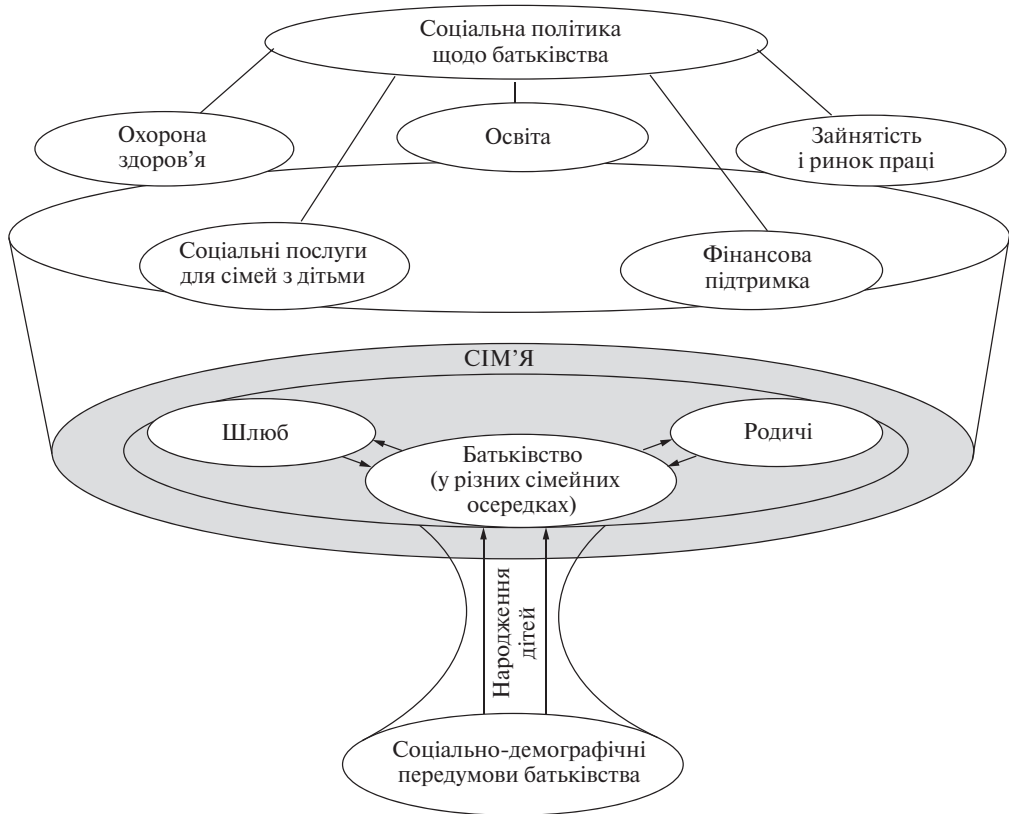 Соціальна політика
щодо батьківства
Охорона
здоров’я
Освіта
Зайнятість
і ринок праці
Соціальні послуги
для сімей з дітьми
Фінансова
підтримка
СІМ’Я
Шлюб
Родичі
Батьківство
(у різних сімейних
осередках)
Народження
дітей
Соціально-демографічні
передумови батьківства